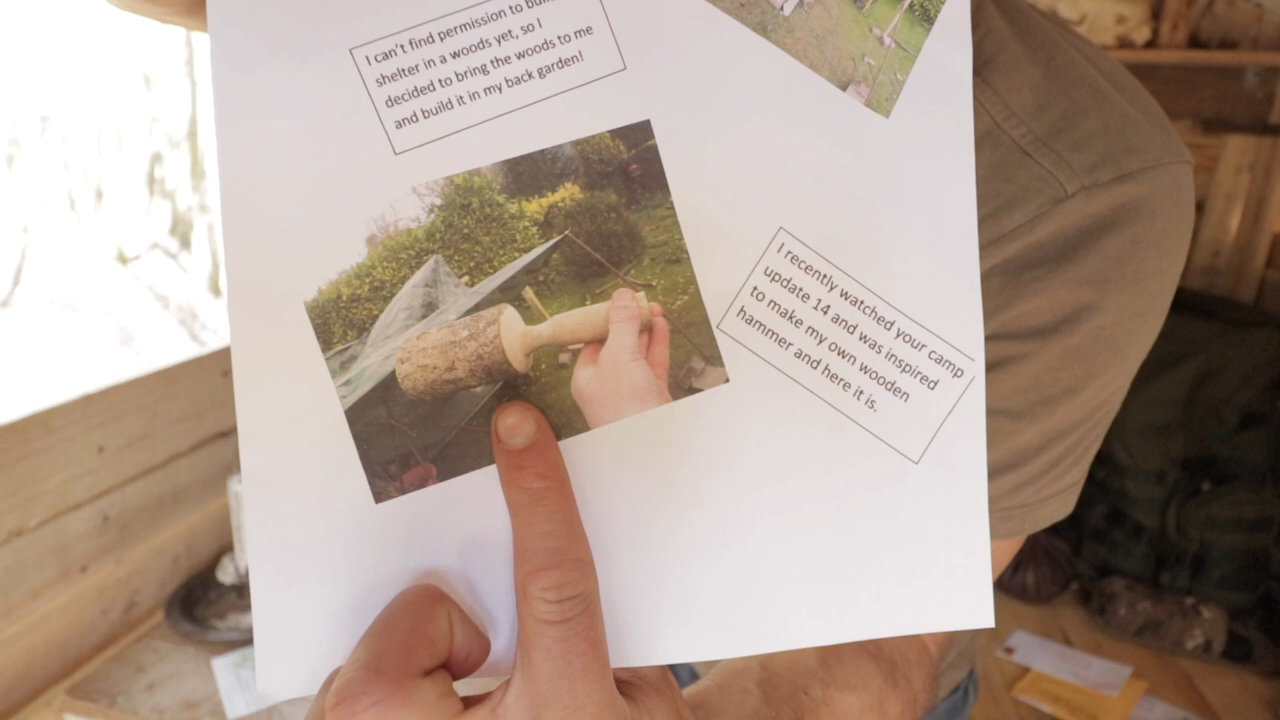 I can't find permission to build
shelter in a woods yet, so I
decided to bring the woods to me
and build it in my back garden!
I recently watched your camp
update 14 and was inspired
to make my own wooden
hammer and here it is.